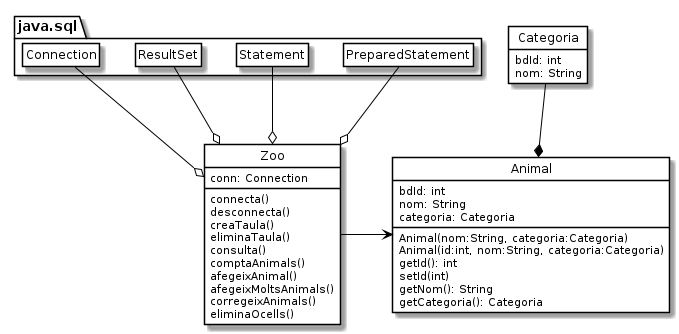 java.sql
Connection
ResultSet
Statement
PreparedStatement
Categoria
bdId: int
nom: String
Zoo
conn: Connection
connecta()
desconnecta()
creaTaula()
eliminaTaula()
consulta()
comptaAnimals()
afegeixAnimal()
afegeixMoltsAnimals()
corregeixAnimals()
eliminaOcells()
Animal
bdId: int
nom: String
categoria: Categoria
Animal(nom:String, categoria:Categoria)
Animal(id:int, nom:String, categoria:Categoria)
getId(): int
setId(int)
getNom(): String
getCategoria(): Categoria